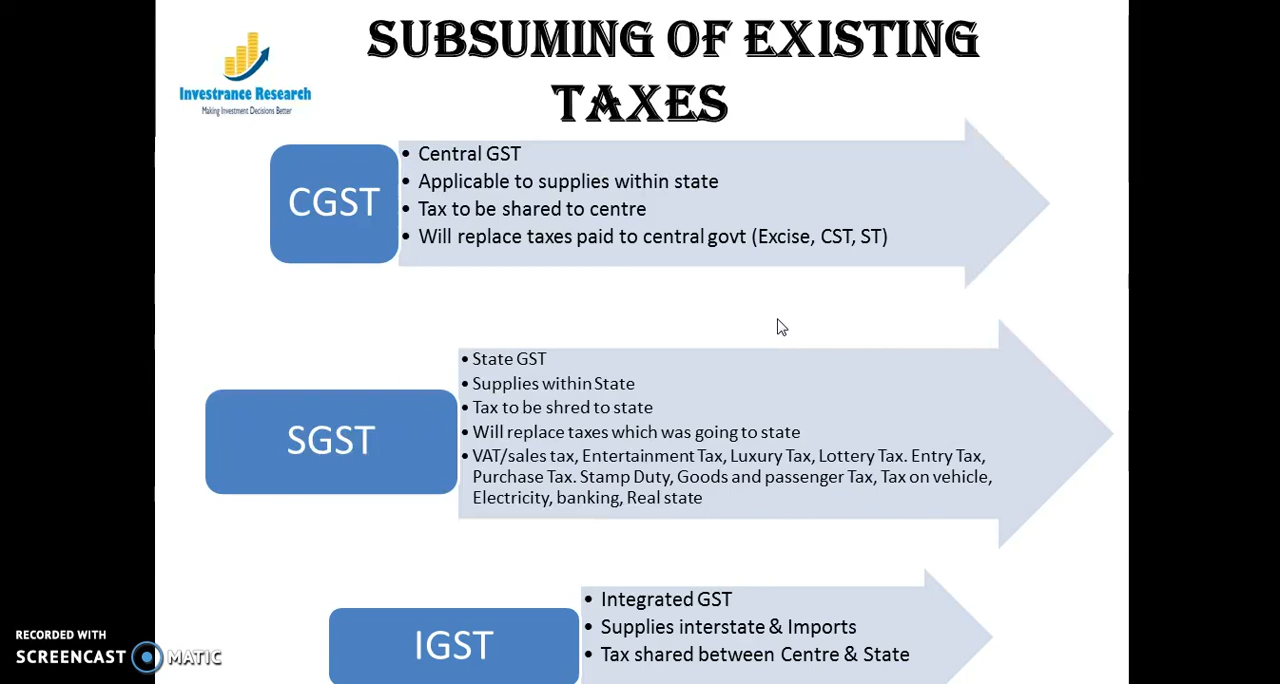 SUBSUMING OF EXISTING
TAXES
Investrance Research
Making Investment Decisions Better
CGST
• Central GST
• Applicable to supplies within state
• Tax to be shared to centre
• Will replace taxes paid to central govt (Excise, CST, ST)
SGST
• State GST
• Supplies within State
• Tax to be shred to state
• Will replace taxes which was going to state
• VAT/sales tax, Entertainment Tax, Luxury Tax, Lottery Tax. Entry Tax,
Purchase Tax. Stamp Duty, Goods and passenger Tax, Tax on vehicle,
Electricity, banking, Real state
IGST
• Integrated GST
• Supplies interstate & Imports
• Tax shared between Centre & State
RECORDED WITH
SCREENCAST MATIC